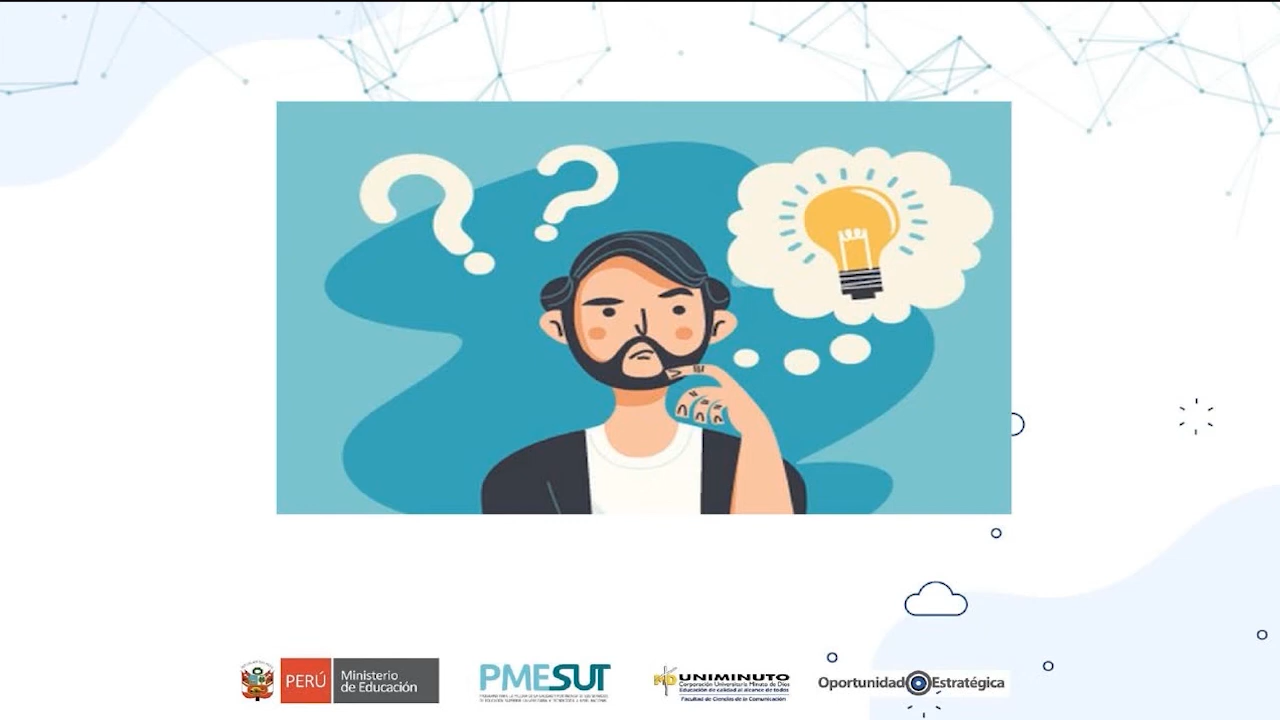 PERÚ
Ministerio
de Educación
PMESUT
UNIMINUTO
Corporación Universitaria Minuto de Dios
Educación de calidad al alcance de todos
Facultad de Ciencias de la Comunicación
Oportunidad Estratégica